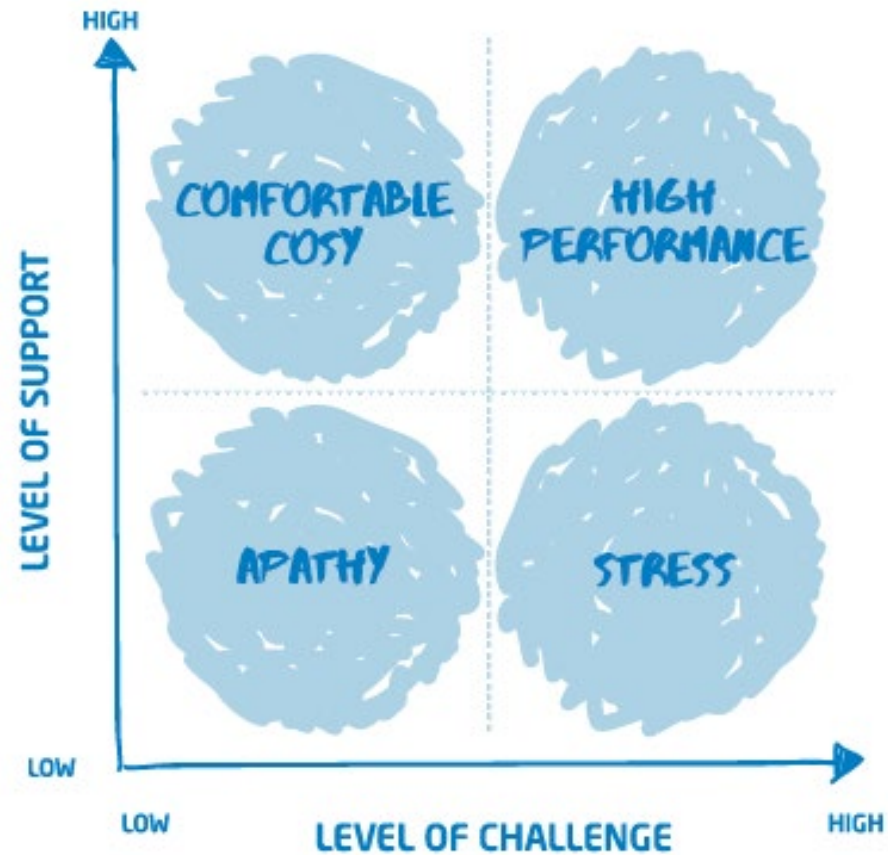 HIGH
COMFORTABLE
COSY
HIGH
PERFORMANCE
LEVEL OF SUPPORT
APATHY
STRESS
LOW
LOW
LEVEL OF CHALLENGE
HIGH